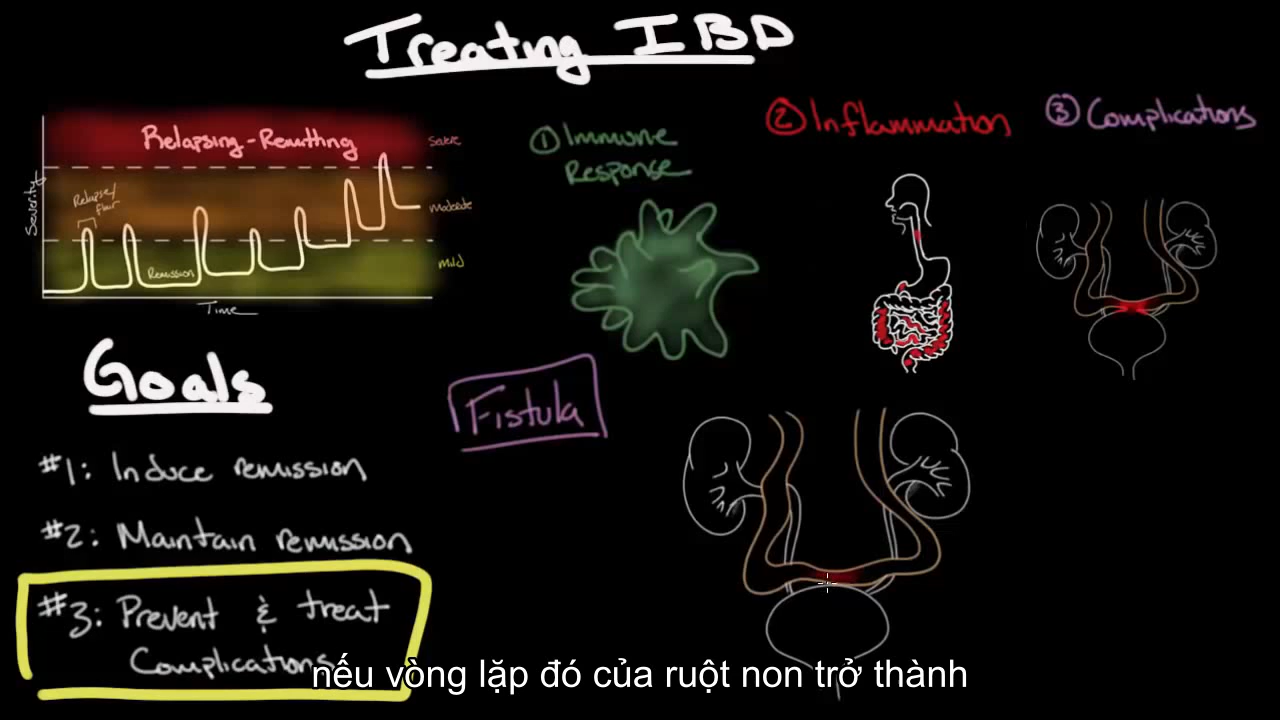 Treating IBD
Relapsing-Remitting
Severe
Severity
Relapse/
flair
Moderate
Remission
mild
Time
① Immune
Response
② Inflammation
③ Complications
Goals
Fistula
#1: Induce remission
#2: Maintain remission
#3: Prevent & treat
Complications
nếu vòng lặp đó của ruột non trở thành